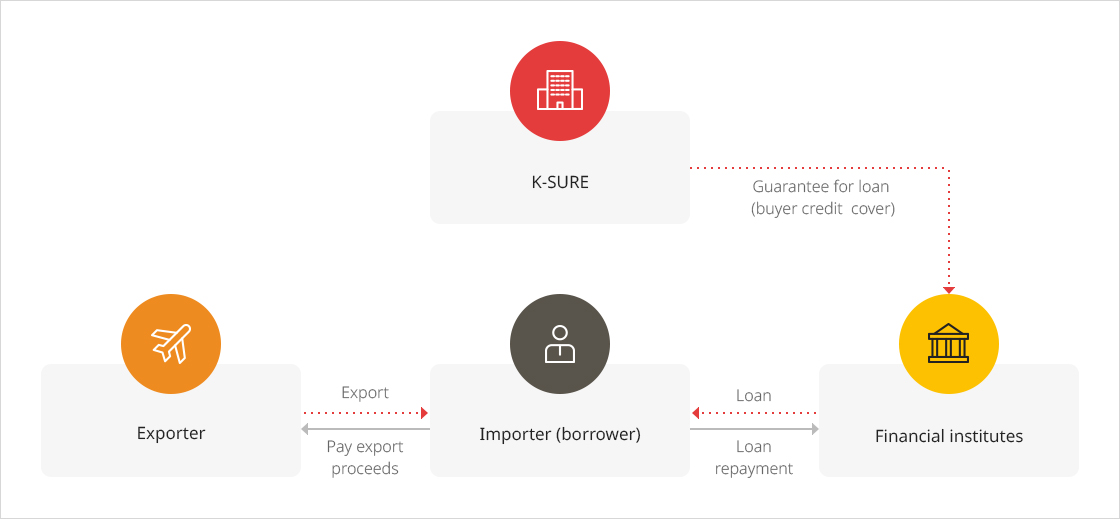 K-SURE
Guarantee for loan
(buyer credit cover)
Exporter
Export
Pay export
proceeds
Importer (borrower)
Loan
Loan
repayment
Financial institutes